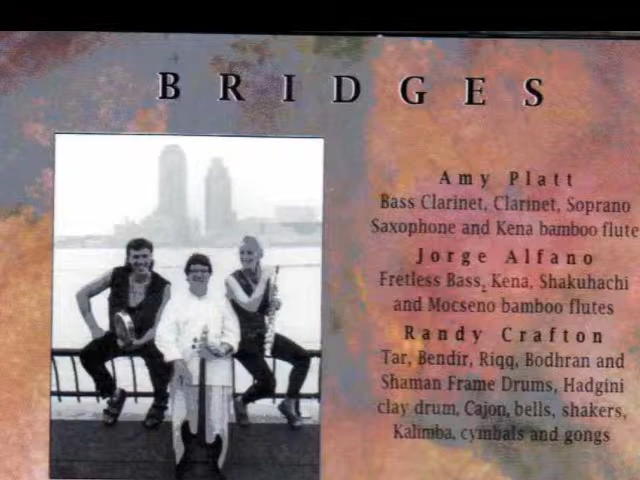 BRIDGES
Amy Platt
Bass Clarinet, Clarinet, Soprano
Saxophone and Kena bamboo flute
Jorge Alfano
Fretless Bass, Kena, Shakuhachi
and Mocseno bamboo flutes
Randy Crafton
Tar, Bendir, Riqq, Bodhran and
Shaman Frame Drums, Hadgini
clay drum, Cajon, bells, shakers,
Kalimba, cymbals and gongs